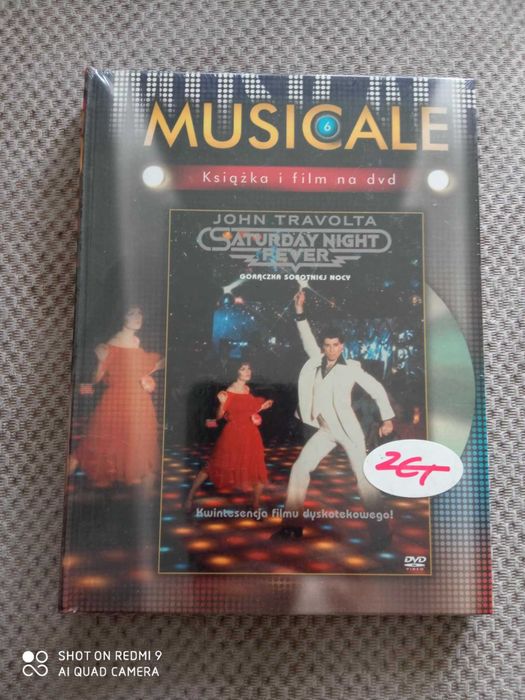 MUSICALE
6
Książka i film na dvd
JOHN TRAVOLTA
SATURDAY NIGHT
FEVER
GORĄCZKA SOBOTNIEJ NOCY
Kwintesencja filmu dyskotekowego!
DVD
VIDEO
SHOT ON REDMI 9
AI QUAD CAMERA